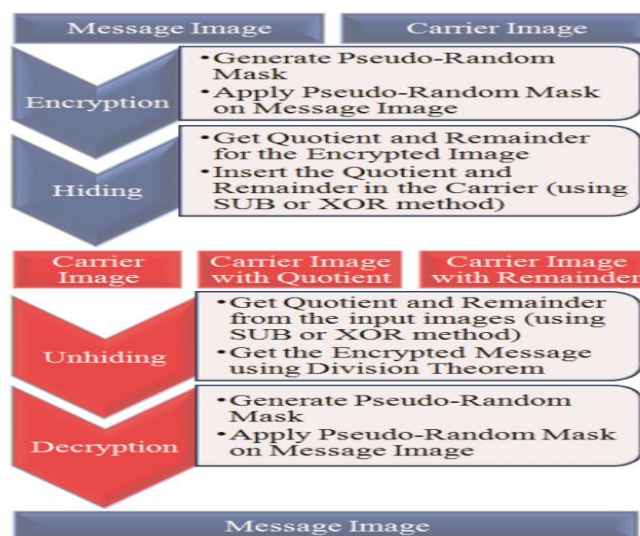 Message Image
Carrier Image
Encryption
•Generate Pseudo-Random
Mask
•Apply Pseudo-Random Mask
on Message Image
Hiding
•Get Quotient and Remainder
for the Encrypted Image
•Insert the Quotient and
Remainder in the Carrier (using
SUB or XOR method)
Carrier
Image
Carrier Image
with Quotient
Carrier Image
with Remainder
Unhiding
•Get Quotient and Remainder
from the input images (using
SUB or XOR method)
•Get the Encrypted Message
using Division Theorem
Decryption
•Generate Pseudo-Random
Mask
•Apply Pseudo-Random Mask
on Message Image
Message Image